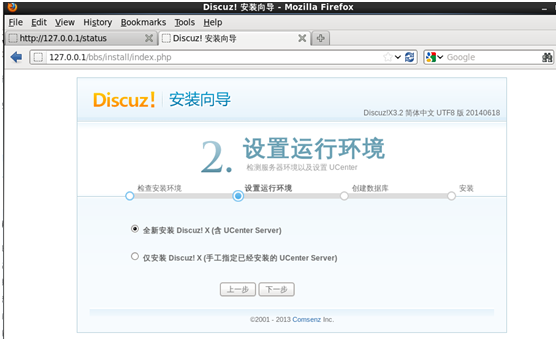 Discuz! 安装向导 - Mozilla Firefox
File Edit View History Bookmarks Tools Help
http://127.0.0.1/status
Discuz! 安装向导
127.0.0.1/bbs/install/index.php
Google
Discuz! 安装向导
Discuz!X3.2 简体中文 UTF8 版 20140618
2. 设置运行环境
检测服务器环境以及设置 UCenter
检查安装环境 设置运行环境 创建数据库 安装
全新安装 Discuz! X (含 UCenter Server)
仅安装 Discuz! X (手工指定已经安装的 UCenter Server)
上一步 下一步
©2001 - 2013 Comsenz Inc.